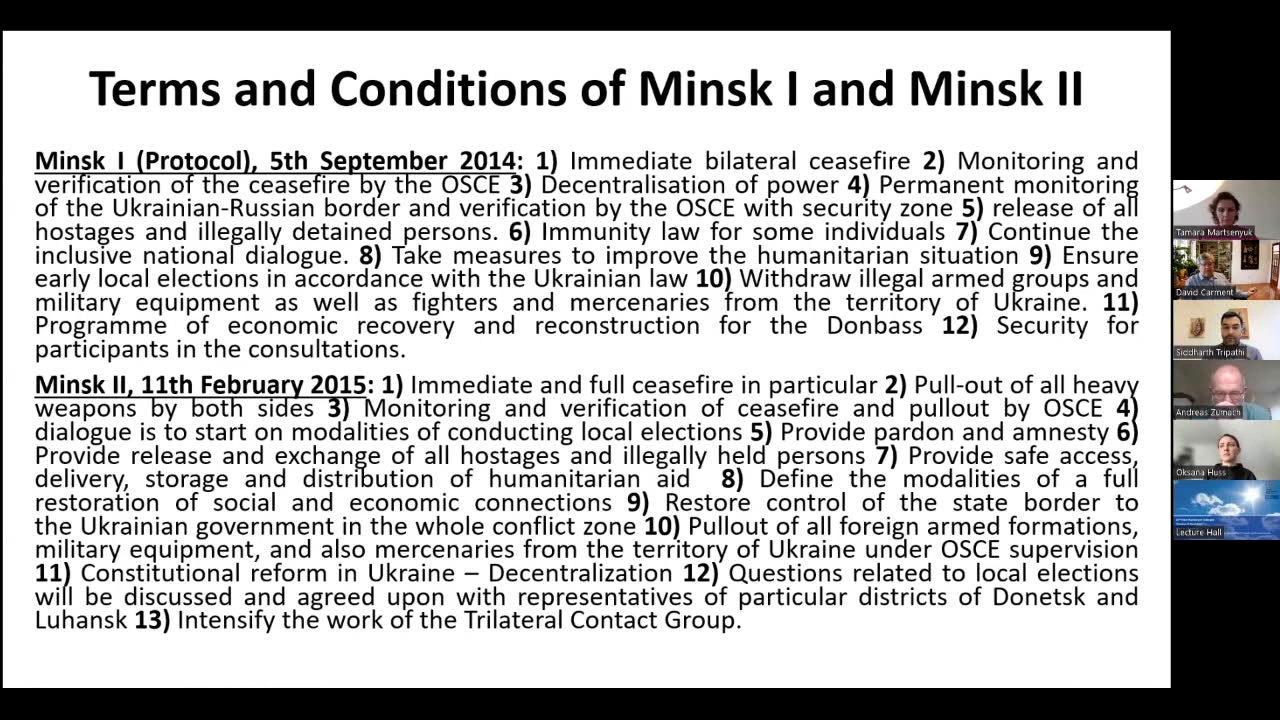 Terms and Conditions of Minsk I and Minsk II
Minsk I (Protocol), 5th September 2014: 1) Immediate bilateral ceasefire 2) Monitoring and
verification of the ceasefire by the OSCE 3) Decentralisation of power 4) Permanent monitoring
of the Ukrainian-Russian border and verification by the OSCE with security zone 5) release of all
hostages and illegally detained persons. 6) Immunity law for some individuals 7) Continue the
inclusive national dialogue. 8) Take measures to improve the humanitarian situation 9) Ensure
early local elections in accordance with the Ukrainian law 10) Withdraw illegal armed groups and
military equipment as well as fighters and mercenaries from the territory of Ukraine. 11)
Programme of economic recovery and reconstruction for the Donbass 12) Security for
participants in the consultations.
Minsk II, 11th February 2015: 1) Immediate and full ceasefire in particular 2) Pull-out of all heavy
weapons by both sides 3) Monitoring and verification of ceasefire and pullout by OSCE 4)
dialogue is to start on modalities of conducting local elections 5) Provide pardon and amnesty 6)
Provide release and exchange of all hostages and illegally held persons 7) Provide safe access,
delivery, storage and distribution of humanitarian aid 8) Define the modalities of a full
restoration of social and economic connections 9) Restore control of the state border to
the Ukrainian government in the whole conflict zone 10) Pullout of all foreign armed formations,
military equipment, and also mercenaries from the territory of Ukraine under OSCE supervision
11) Constitutional reform in Ukraine – Decentralization 12) Questions related to local elections
will be discussed and agreed upon with representatives of particular districts of Donetsk and
Luhansk 13) Intensify the work of the Trilateral Contact Group.
Tamara Martsenyuk
David Carment
Siddharth Tripathi
Andreas Zumach
Oksana Huss
Lecture Hall